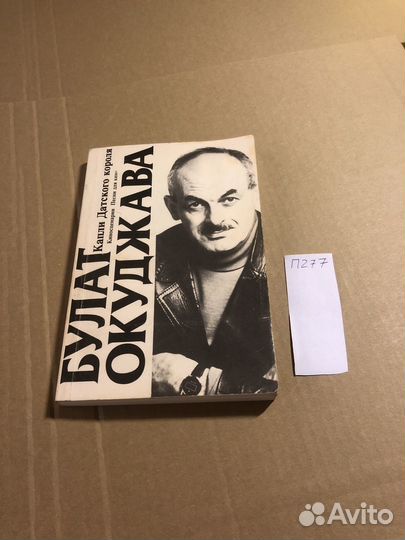 БУЛАТ
ОКУДЖАВА
Капли Датского короля
Киносценарии Песни для кино
П277
Avito